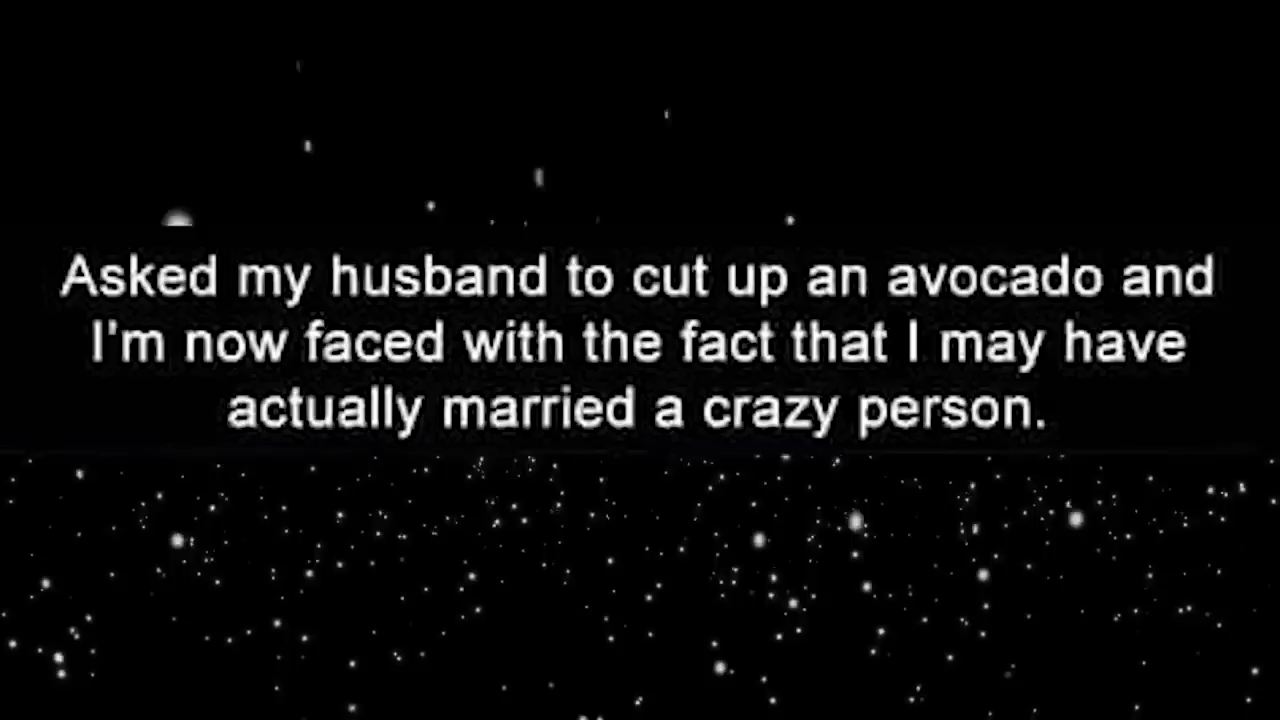 Asked my husband to cut up an avocado and
I'm now faced with the fact that I may have
actually married a crazy person.